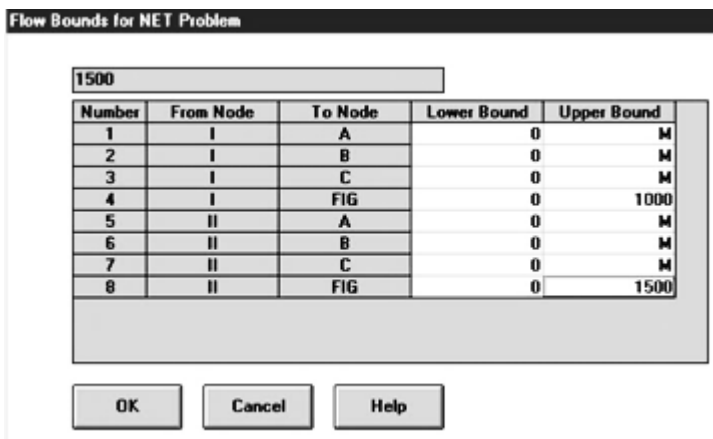 Flow Bounds for NET Problem
1500
Number From Node To Node Lower Bound Upper Bound
1 I A 0 M
2 I B 0 M
3 I C 0 M
4 I FIG 0 1000
5 II A 0 M
6 II B 0 M
7 II C 0 M
8 II FIG 0 1500
OK Cancel Help